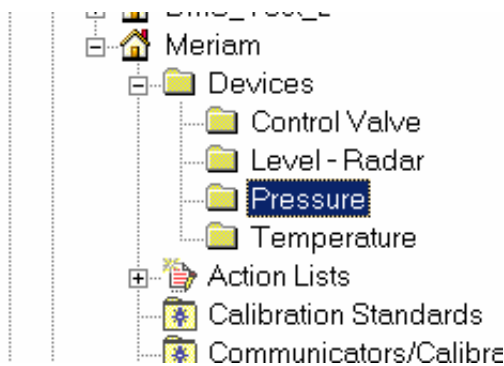 Meriam
Devices
Control Valve
Level - Radar
Pressure
Temperature
Action Lists
Calibration Standards